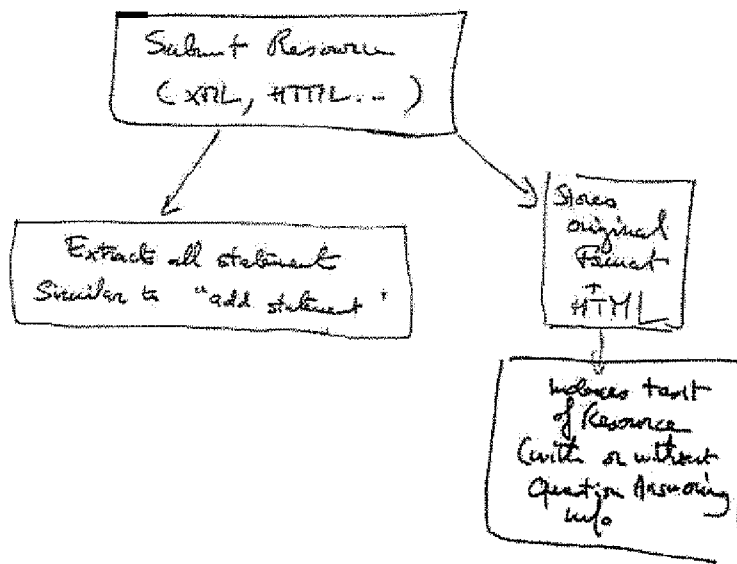 Submit Resource
(XML, HTML...)
Extracts all statement
Similar to "add statement"
Stores
original
Format
+
HTML
Indexes text
of Resource
(with or without
Question Answering
info